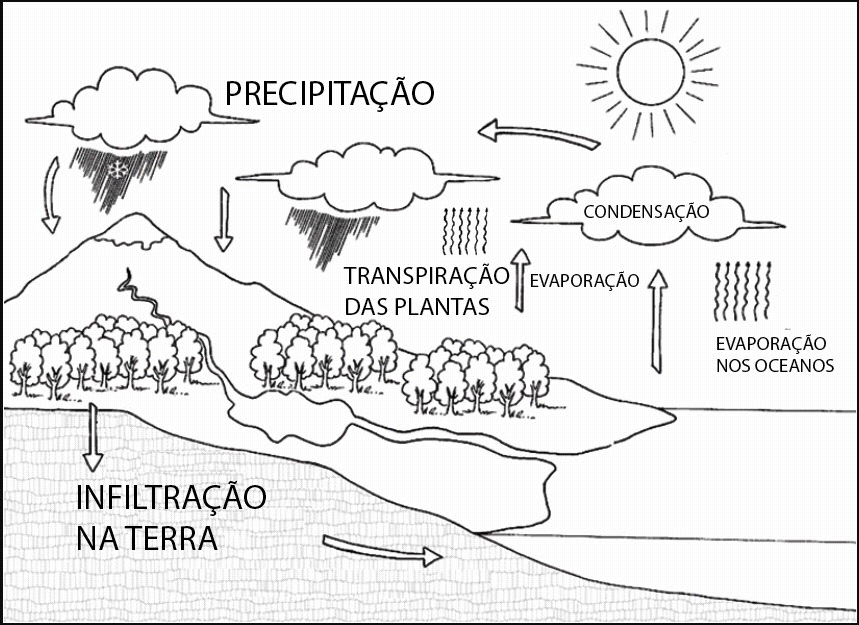 PRECIPITAÇÃO
CONDENSAÇÃO
TRANSPIRAÇÃO
DAS PLANTAS
EVAPORAÇÃO
EVAPORAÇÃO
NOS OCEANOS
INFILTRAÇÃO
NA TERRA